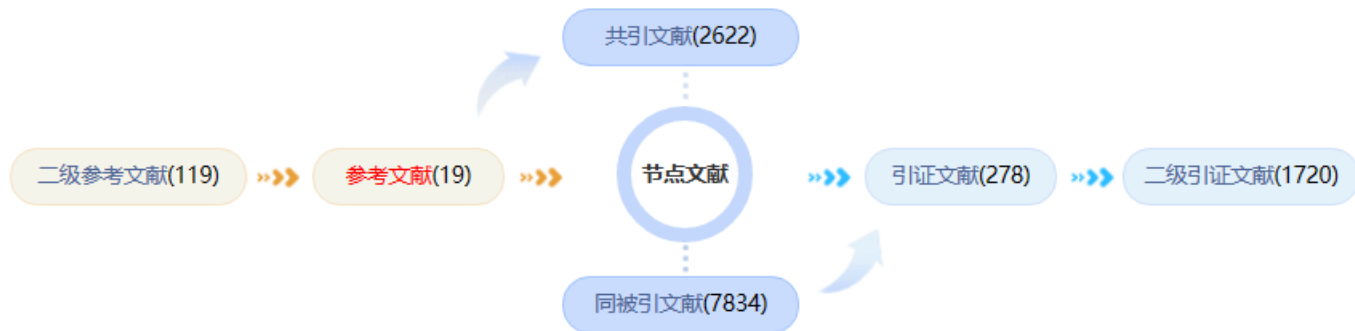 共引文献(2622)
二级参考文献(119)
参考文献(19)
节点文献
引证文献(278)
二级引证文献(1720)
同被引文献(7834)